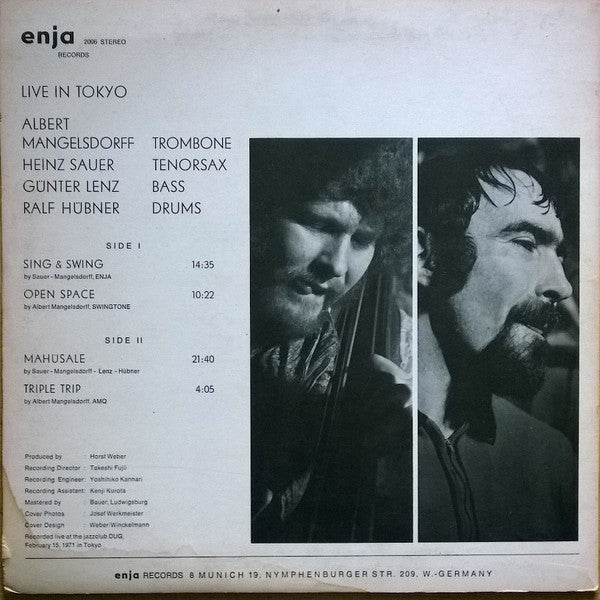 enja 2006 STEREO
RECORDS
LIVE IN TOKYO
ALBERT
MANGELSDORFF TROMBONE
HEINZ SAUER TENORSAX
GÜNTER LENZ BASS
RALF HÜBNER DRUMS
SIDE I
SING & SWING 14:35
by Sauer - Mangelsdorff, ENJA
OPEN SPACE 10:22
by Albert Mangelsdorff, SWINGTONE
SIDE II
MAHÜSALE 21:40
by Sauer - Mangelsdorff - Lenz - Hübner
TRIPLE TRIP 4:05
by Albert Mangelsdorff, AMQ
Produced by : Horst Weber
Recording Director : Takeshi Fujii
Recording Engineer: Yoshihiko Kannari
Recording Assistant: Kenji Kurota
Mastered by : Bauer, Ludwigsburg
Cover Photos : Josef Werkmeister
Cover Design : Weber/Winckelmann
Recorded live at the jazzclub DUG,
February 15, 1971 in Tokyo
enja RECORDS 8 MUNICH 19, NYMPHENBURGER STR. 209, W.-GERMANY